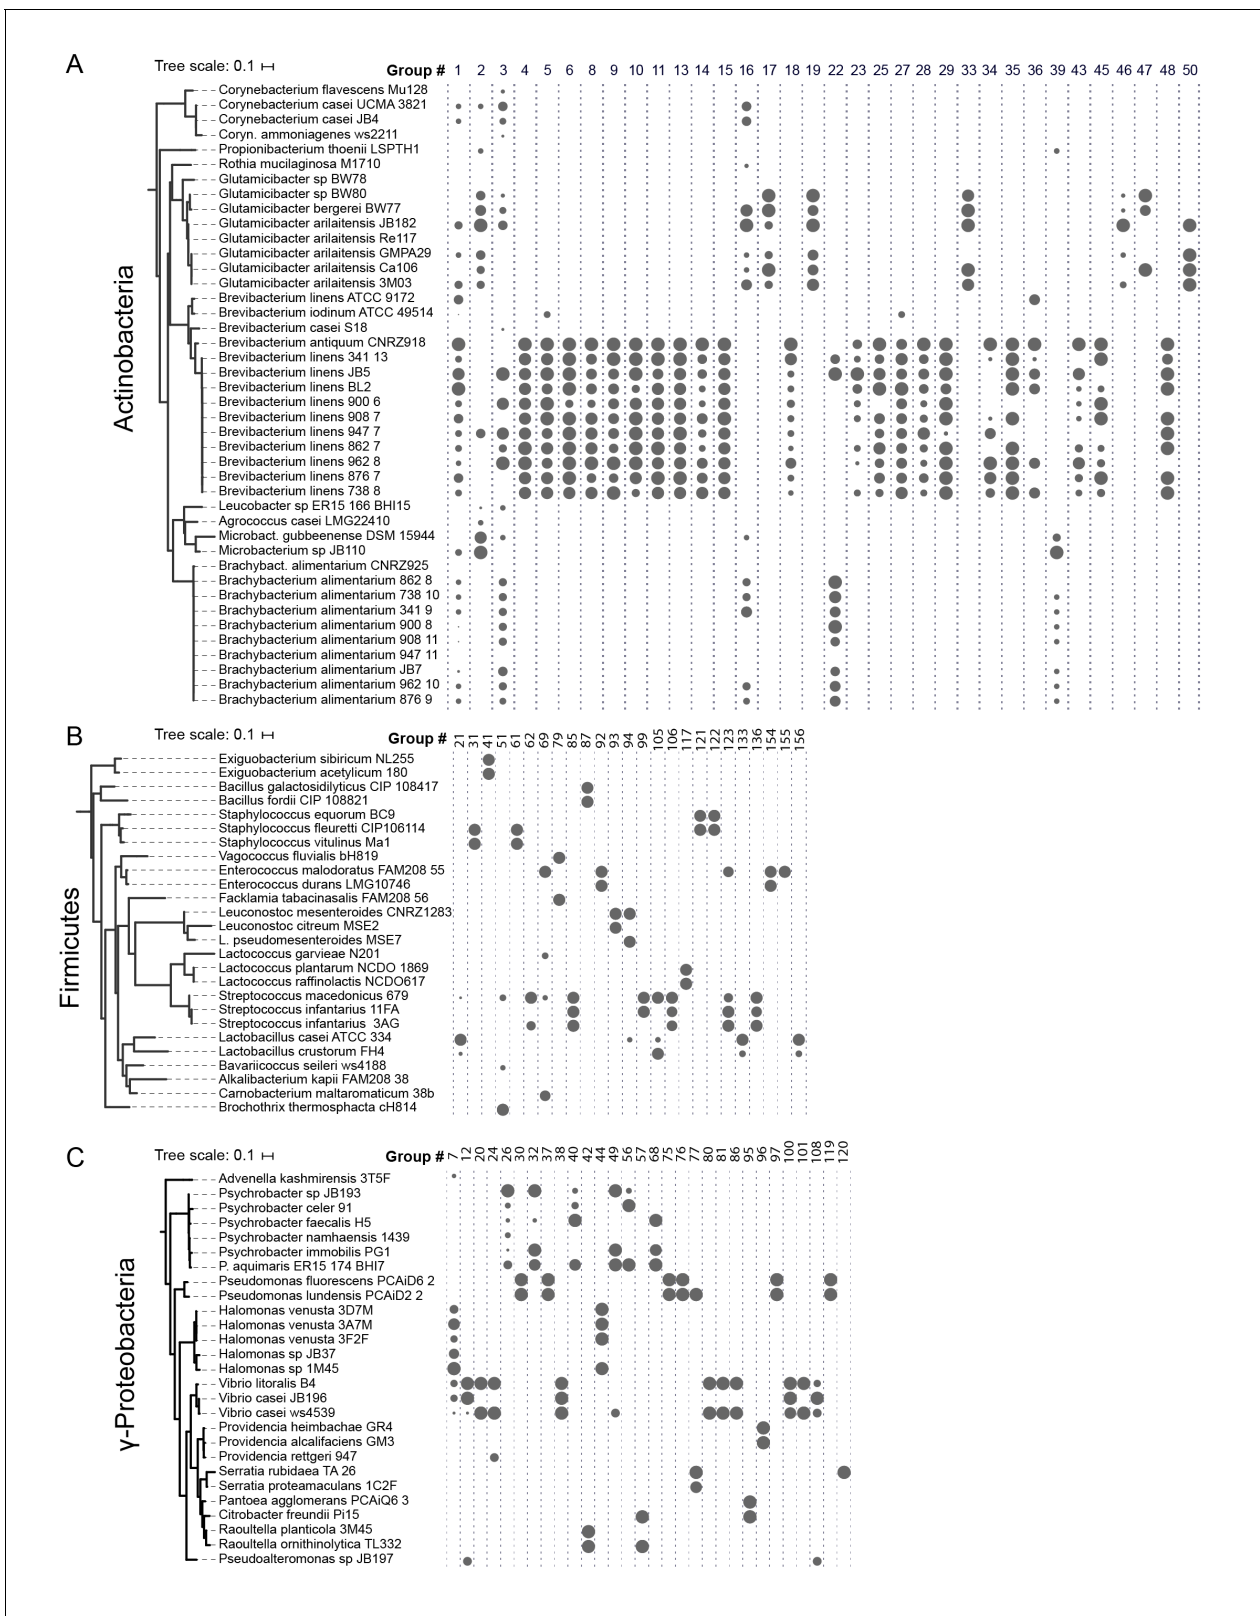 A
Tree scale: 0.1
Group #
1 2 3 4 5 6 8 9 10 11 13 14 15 16 17 18 19 22 23 25 27 28 29 33 34 35 36 39 43 45 46 47 48 50
Actinobacteria
Corynebacterium flavescens Mu128
Corynebacterium casei UCMA 3821
Corynebacterium casei JB4
Coryn. ammoniagenes ws2211
Propionibacterium thoenii LSPTH1
Rothia mucilaginosa M1710
Glutamicibacter sp BW78
Glutamicibacter sp BW80
Glutamicibacter bergerei BW77
Glutamicibacter arilaitensis JB182
Glutamicibacter arilaitensis Re117
Glutamicibacter arilaitensis GMPA29
Glutamicibacter arilaitensis Ca106
Glutamicibacter arilaitensis 3M03
Brevibacterium linens ATCC 9172
Brevibacterium iodinum ATCC 49514
Brevibacterium casei S18
Brevibacterium antiquum CNRZ918
Brevibacterium linens 341 13
Brevibacterium linens JB5
Brevibacterium linens BL2
Brevibacterium linens 900 6
Brevibacterium linens 908 7
Brevibacterium linens 947 7
Brevibacterium linens 862 7
Brevibacterium linens 962 8
Brevibacterium linens 876 7
Brevibacterium linens 738 8
Leucobacter sp ER15 166 BHI15
Agrococcus casei LMG22410
Microbact. gubbeenense DSM 15944
Microbacterium sp JB110
Brachybact. alimentarium CNRZ925
Brachybacterium alimentarium 862 8
Brachybacterium alimentarium 738 10
Brachybacterium alimentarium 341 9
Brachybacterium alimentarium 900 8
Brachybacterium alimentarium 908 11
Brachybacterium alimentarium 947 11
Brachybacterium alimentarium JB7
Brachybacterium alimentarium 962 10
Brachybacterium alimentarium 876 9
B
Tree scale: 0.1
Group #
21 31 41 51 61 62 69 79 85 87 92 93 94 99 105 106 117 121 122 123 133 136 154 155 156
Firmicutes
Exiguobacterium sibiricum NL255
Exiguobacterium acetylicum 180
Bacillus galactosidilyticus CIP 108417
Bacillus fordii CIP 108821
Staphylococcus equorum BC9
Staphylococcus fleuretti CIP106114
Staphylococcus vitulinus Ma1
Vagococcus fluvialis bH819
Enterococcus malodoratus FAM208 55
Enterococcus durans LMG10746
Facklamia tabacinasalis FAM208 56
Leuconostoc mesenteroides CNRZ1283
Leuconostoc citreum MSE2
L. pseudomesenteroides MSE7
Lactococcus garvieae N201
Lactococcus plantarum NCDO 1869
Lactococcus raffinolactis NCDO617
Streptococcus macedonicus 679
Streptococcus infantarius 11FA
Streptococcus infantarius 3AG
Lactobacillus casei ATCC 334
Lactobacillus crustorum FH4
Bavariicoccus seileri ws4188
Alkalibacterium kapii FAM208 38
Carnobacterium maltaromaticum 38b
Brochothrix thermosphacta cH814
C
Tree scale: 0.1
Group #
7 12 20 24 26 30 32 37 38 40 42 44 49 56 57 68 75 76 77 80 81 86 95 96 97 100 101 108 119 120
γ-Proteobacteria
Advenella kashmirensis 3T5F
Psychrobacter sp JB193
Psychrobacter celer 91
Psychrobacter faecalis H5
Psychrobacter namhaensis 1439
Psychrobacter immobilis PG1
P. aquimaris ER15 174 BHI7
Pseudomonas fluorescens PCAiD6 2
Pseudomonas lundensis PCAiD2 2
Halomonas venusta 3D7M
Halomonas venusta 3A7M
Halomonas venusta 3F2F
Halomonas sp JB37
Halomonas sp 1M45
Vibrio litoralis B4
Vibrio casei JB196
Vibrio casei ws4539
Providencia heimbachae GR4
Providencia alcalifaciens GM3
Providencia rettgeri 947
Serratia rubidaea TA 26
Serratia proteamaculans 1C2F
Pantoea agglomerans PCAiQ6 3
Citrobacter freundii Pi15
Raoultella planticola 3M45
Raoultella ornithinolytica TL332
Pseudoalteromonas sp JB197